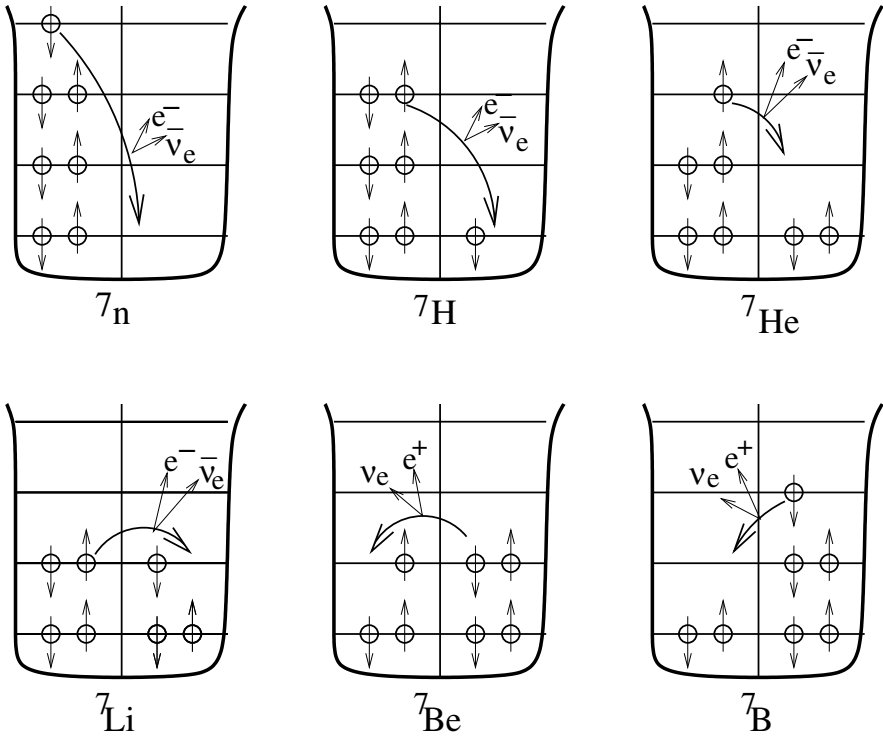 e⁻ ν̄ₑ
⁷n
e⁻ ν̄ₑ
⁷H
e⁻ ν̄ₑ
⁷He
e⁻ ν̄ₑ
⁷Li
νₑ e⁺
⁷Be
νₑ e⁺
⁷B